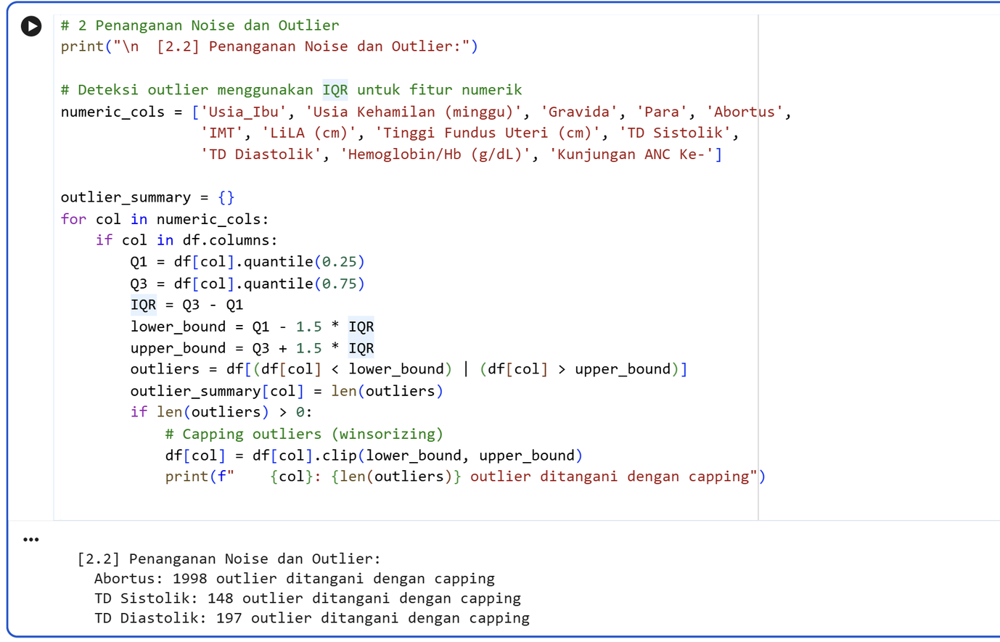 # 2 Penanganan Noise dan Outlier
print("\n  [2.2] Penanganan Noise dan Outlier:")
# Deteksi outlier menggunakan IQR untuk fitur numerik
numeric_cols = ['Usia_Ibu', 'Usia Kehamilan (minggu)', 'Gravida', 'Para', 'Abortus',
                'IMT', 'LiLA (cm)', 'Tinggi Fundus Uteri (cm)', 'TD Sistolik',
                'TD Diastolik', 'Hemoglobin/Hb (g/dL)', 'Kunjungan ANC Ke-']
outlier_summary = {}
for col in numeric_cols:
    if col in df.columns:
        Q1 = df[col].quantile(0.25)
        Q3 = df[col].quantile(0.75)
        IQR = Q3 - Q1
        lower_bound = Q1 - 1.5 * IQR
        upper_bound = Q3 + 1.5 * IQR
        outliers = df[(df[col] < lower_bound) | (df[col] > upper_bound)]
        outlier_summary[col] = len(outliers)
        if len(outliers) > 0:
            # Capping outliers (winsorizing)
            df[col] = df[col].clip(lower_bound, upper_bound)
            print(f"    {col}: {len(outliers)} outlier ditangani dengan capping")
[2.2] Penanganan Noise dan Outlier:
  Abortus: 1998 outlier ditangani dengan capping
  TD Sistolik: 148 outlier ditangani dengan capping
  TD Diastolik: 197 outlier ditangani dengan capping